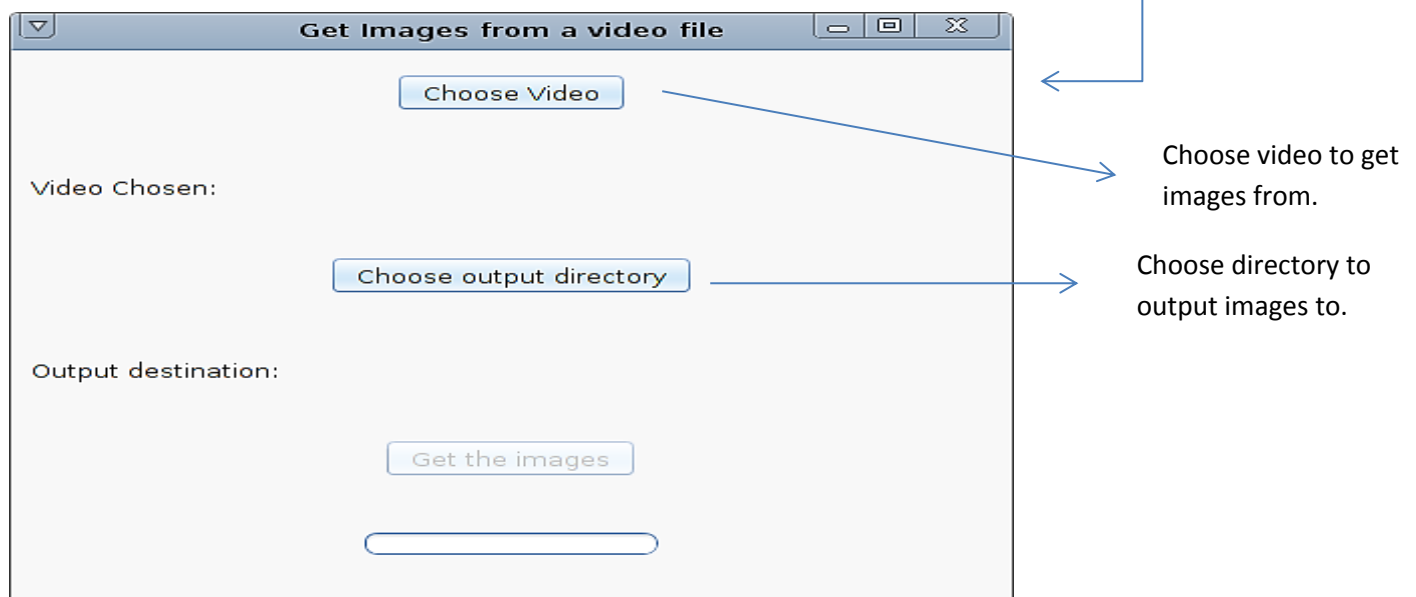 Get Images from a video file
Choose Video
Choose video to get
images from.
Video Chosen:
Choose output directory
Choose directory to
output images to.
Output destination:
Get the images